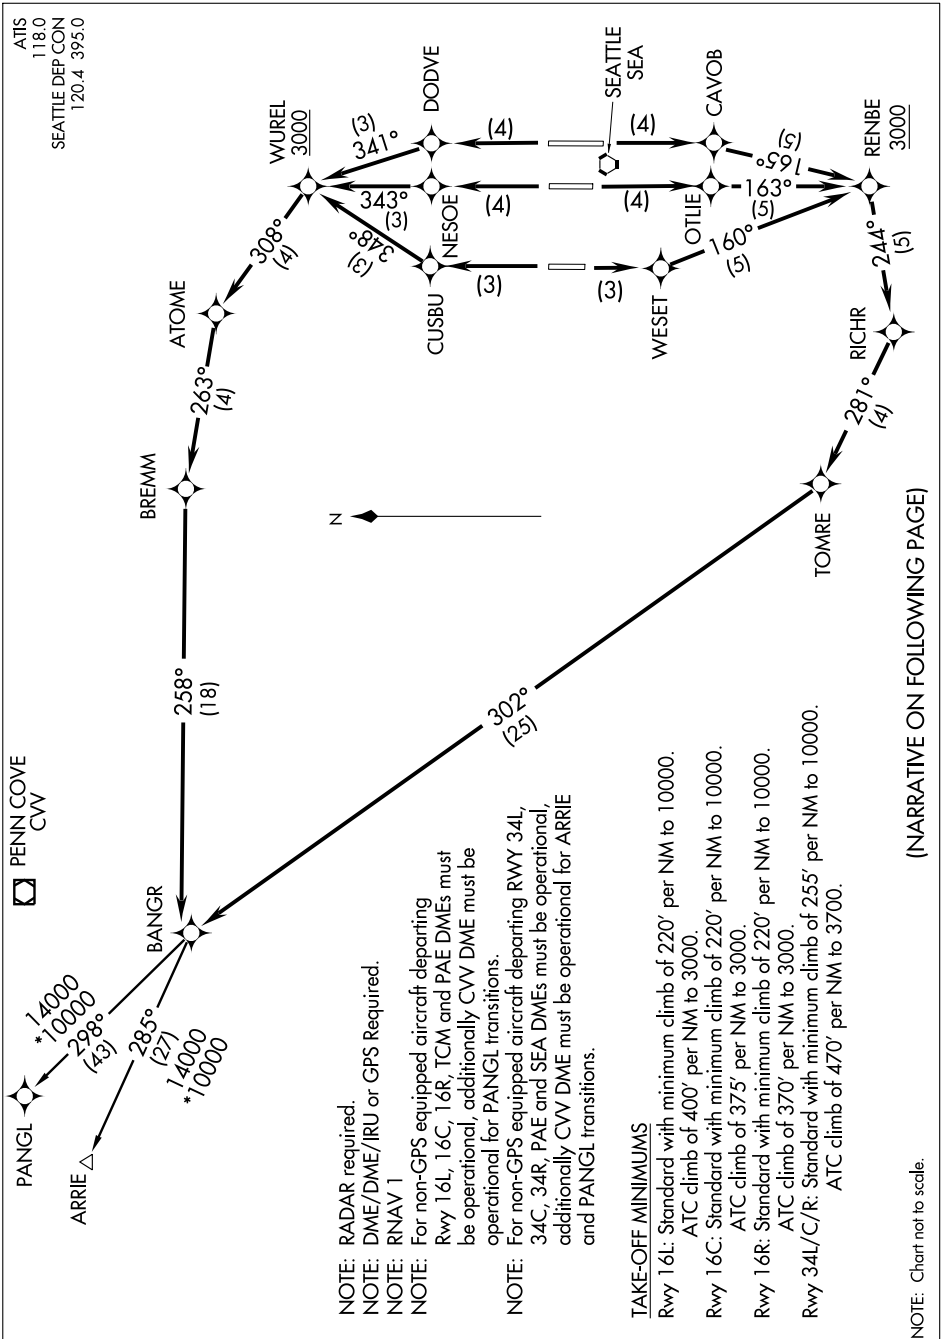 ATIS
118.0
SEATTLE DEP CON
120.4 395.0
PENN COVE
CVV
PANGL
14000
*10000
298°
(43)
ARRIE
285°
(27)
14000
*10000
BANGR
258°
(18)
BREMM
263°
(4)
ATOME
308°
(4)
WUREL
3000
341°
(3)
343°
(3)
348°
(3)
DODVE
NESOE
CUSBU
(4)
(4)
(3)
SEATTLE
SEA
(4)
(4)
(3)
CAVOB
OTLIE
WESET
165°
(5)
163°
(5)
160°
(5)
RENBE
3000
244°
(5)
RICHR
281°
(4)
TOMRE
302°
(25)
N
NOTE: RADAR required.
NOTE: DME/DME/IRU or GPS Required.
NOTE: RNAV 1
NOTE: For non-GPS equipped aircraft departing
Rwy 16L, 16C, 16R, TCM and PAE DMEs must
be operational, additionally CVV DME must be
operational for PANGL transitions.
NOTE: For non-GPS equipped aircraft departing RWY 34L,
34C, 34R, PAE and SEA DMEs must be operational,
additionally CVV DME must be operational for ARRIE
and PANGL transitions.
TAKE-OFF MINIMUMS
Rwy 16L: Standard with minimum climb of 220' per NM to 10000.
ATC climb of 400' per NM to 3000.
Rwy 16C: Standard with minimum climb of 220' per NM to 10000.
ATC climb of 375' per NM to 3000.
Rwy 16R: Standard with minimum climb of 220' per NM to 10000.
ATC climb of 370' per NM to 3000.
Rwy 34L/C/R: Standard with minimum climb of 255' per NM to 10000.
ATC climb of 470' per NM to 3700.
(NARRATIVE ON FOLLOWING PAGE)
NOTE: Chart not to scale.